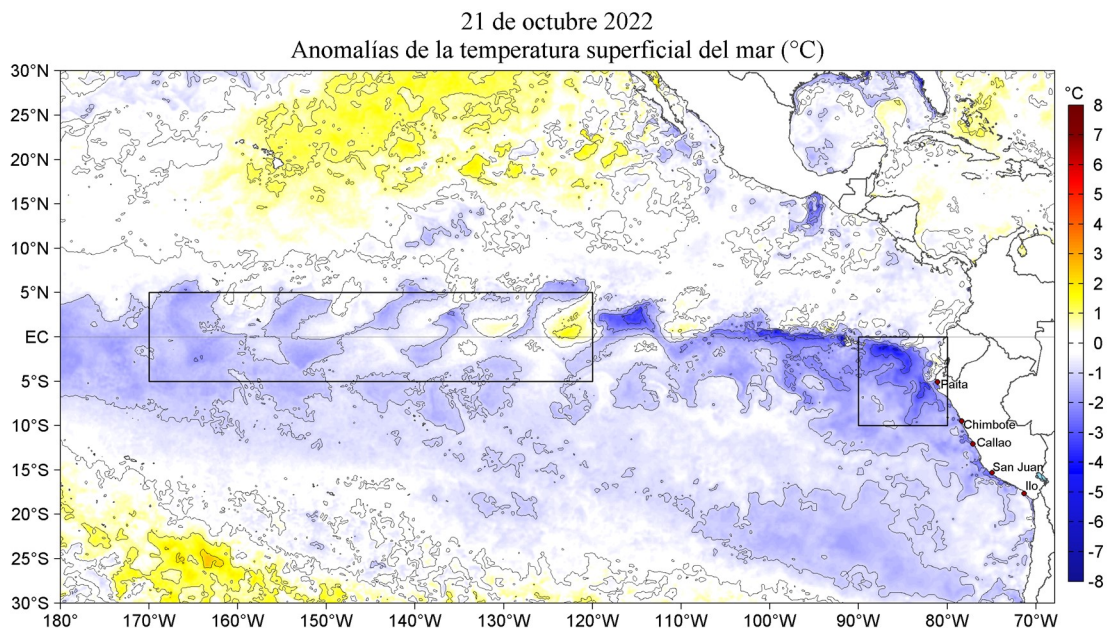 21 de octubre 2022
Anomalías de la temperatura superficial del mar (°C)
30°N
25°N
20°N
15°N
10°N
5°N
EC
5°S
10°S
15°S
20°S
25°S
30°S
180
170°W
160°W
150°W
140°W
130°W
120°W
110°W
100°W
90°W
80°W
70°W
Paita
Chimbote
Callao
San Juan
Ilo
°C
8
7
6
5
4
3
2
1
0
-1
-2
-3
-4
-5
-6
-7
-8